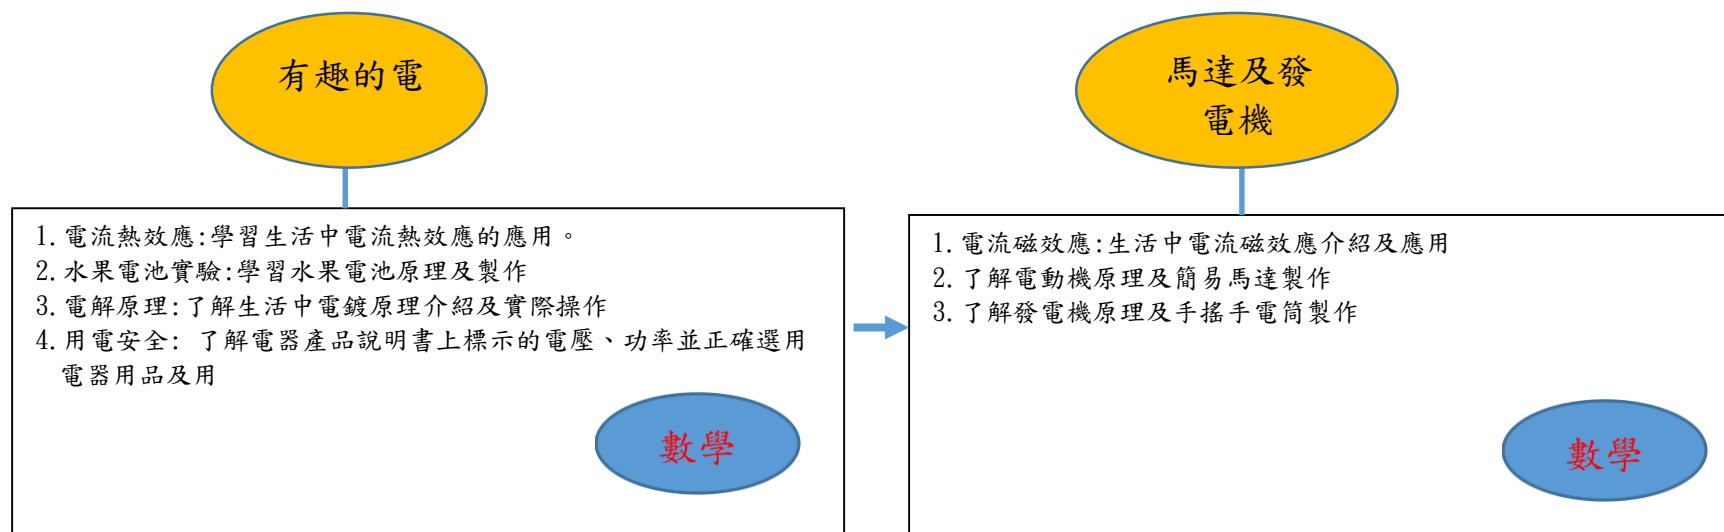 有趣的電
1.電流熱效應:學習生活中電流熱效應的應用。
2.水果電池實驗:學習水果電池原理及製作
3.電解原理:了解生活中電鍍原理介紹及實際操作
4.用電安全: 了解電器產品說明書上標示的電壓、功率並正確選用
電器用品及用
數學
馬達及發
電機
1.電流磁效應:生活中電流磁效應介紹及應用
2.了解電動機原理及簡易馬達製作
3.了解發電機原理及手搖手電筒製作
數學